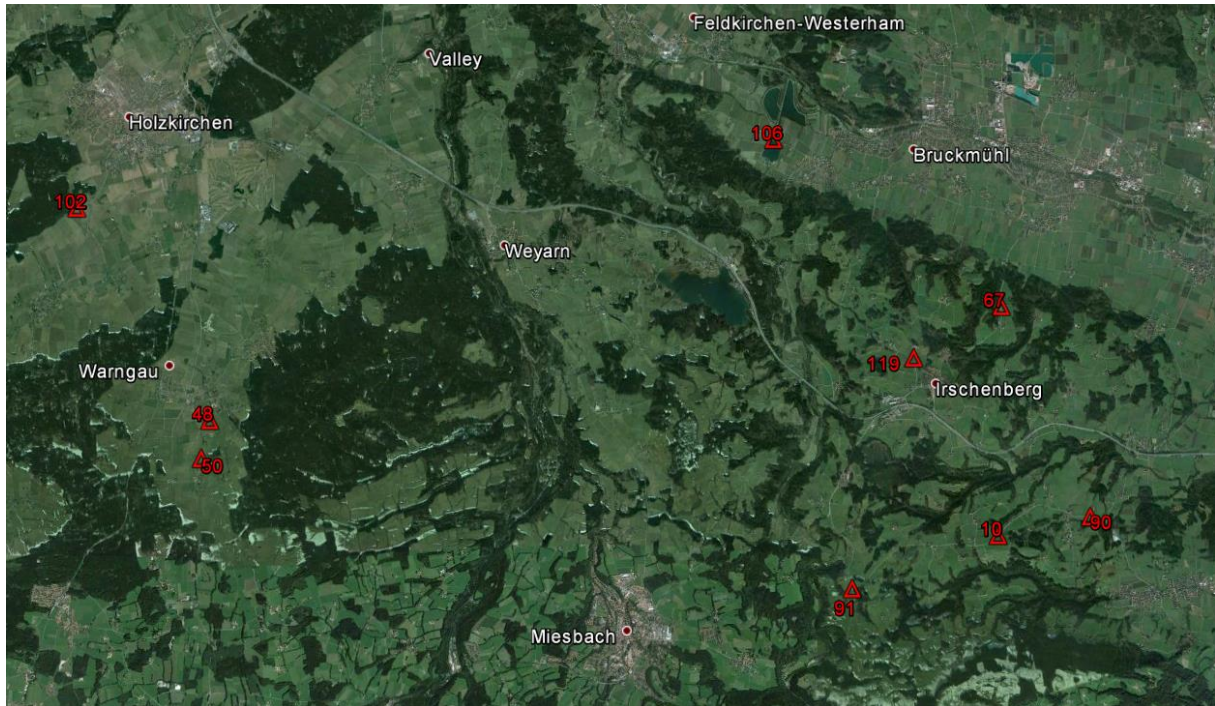 Feldkirchen-Westerham
Valley
Holzkirchen
106
Bruckmühl
102
Weyarn
67
119
Warngau
Irschenberg
48
50
90
10
91
Miesbach